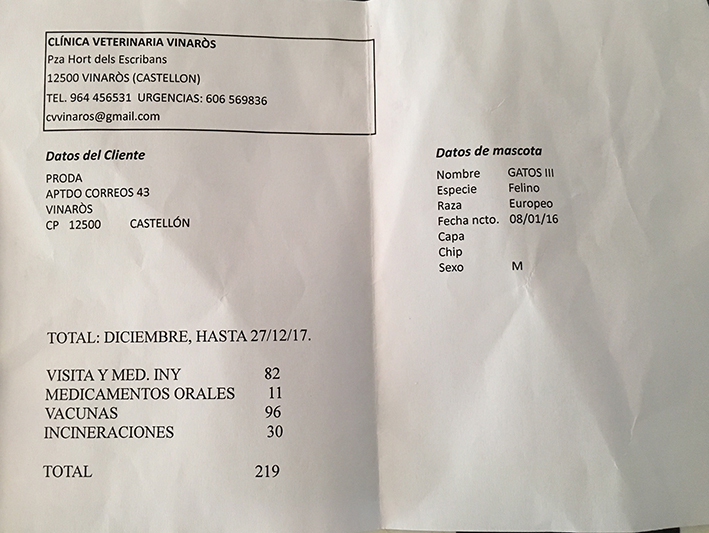 CLÍNICA VETERINARIA VINARÒS
Pza Hort dels Escribans
12500 VINARÒS (CASTELLON)
TEL. 964 456531 URGENCIAS: 606 569836
cvvinaros@gmail.com
Datos del Cliente
PRODA
APTDO CORREOS 43
VINARÒS
CP 12500 CASTELLÓN
Datos de mascota
Nombre GATOS III
Especie Felino
Raza Europeo
Fecha ncto. 08/01/16
Capa
Chip
Sexo M
TOTAL: DICIEMBRE, HASTA 27/12/17.
VISITA Y MED. INY 82
MEDICAMENTOS ORALES 11
VACUNAS 96
INCINERACIONES 30
TOTAL 219